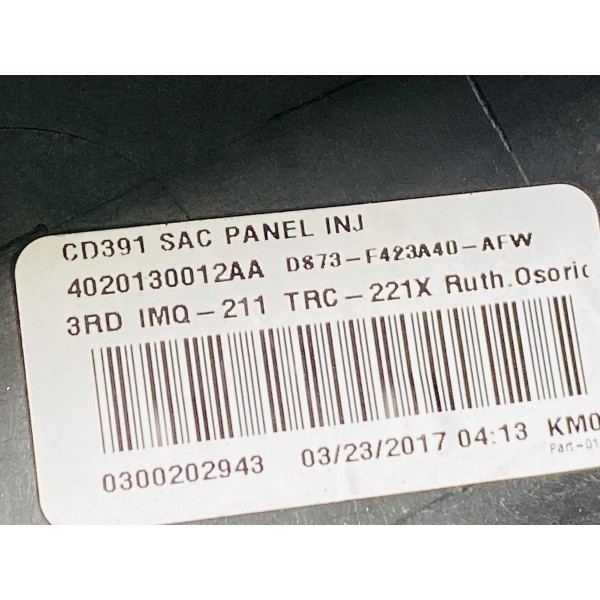 CD391 SAC PANEL INJ
4020130012AA D873-F423A40-AFW
3RD IMQ-211 TRC-221X Ruth.Osoric
0300202943 03/23/2017 04:13 KM0
Part-01